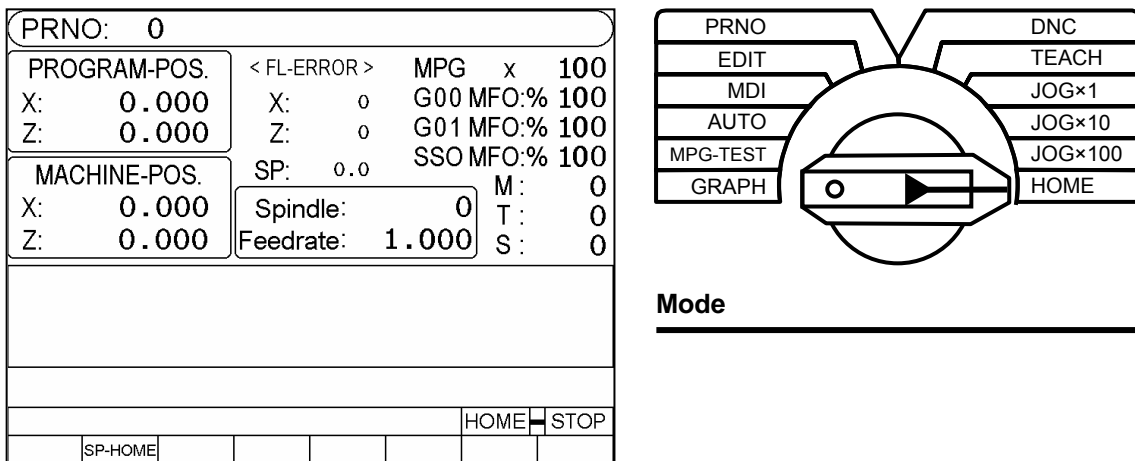 PRNO: 0
PROGRAM-POS.
X: 0.000
Z: 0.000
MACHINE-POS.
X: 0.000
Z: 0.000
< FL-ERROR >
X: 0
Z: 0
SP: 0.0
MPG x 100
G00 MFO:% 100
G01 MFO:% 100
SSO MFO:% 100
M : 0
T : 0
S : 0
Spindle: 0
Feedrate: 1.000
HOME STOP
SP-HOME
PRNO
EDIT
MDI
AUTO
MPG-TEST
GRAPH
DNC
TEACH
JOG×1
JOG×10
JOG×100
HOME
Mode